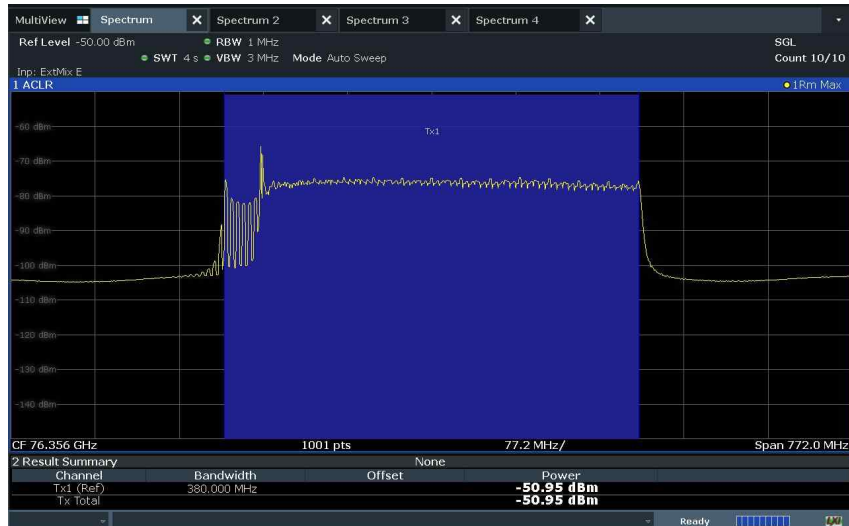 MultiView Spectrum X Spectrum 2 X Spectrum 3 X Spectrum 4 X
Ref Level -50.00 dBm RBW 1 MHz SGL
SWT 4 s VBW 3 MHz Mode Auto Sweep Count 10/10
Inp: ExtMix E
1 ACLR 1Rm Max
-60 dBm
Tx1
-70 dBm
-80 dBm
-90 dBm
-100 dBm
-110 dBm
-120 dBm
-130 dBm
-140 dBm
CF 76.356 GHz 1001 pts 77.2 MHz/ Span 772.0 MHz
2 Result Summary None
Channel Bandwidth Offset Power
Tx1 (Ref) 380.000 MHz -50.95 dBm
Tx Total -50.95 dBm
Ready